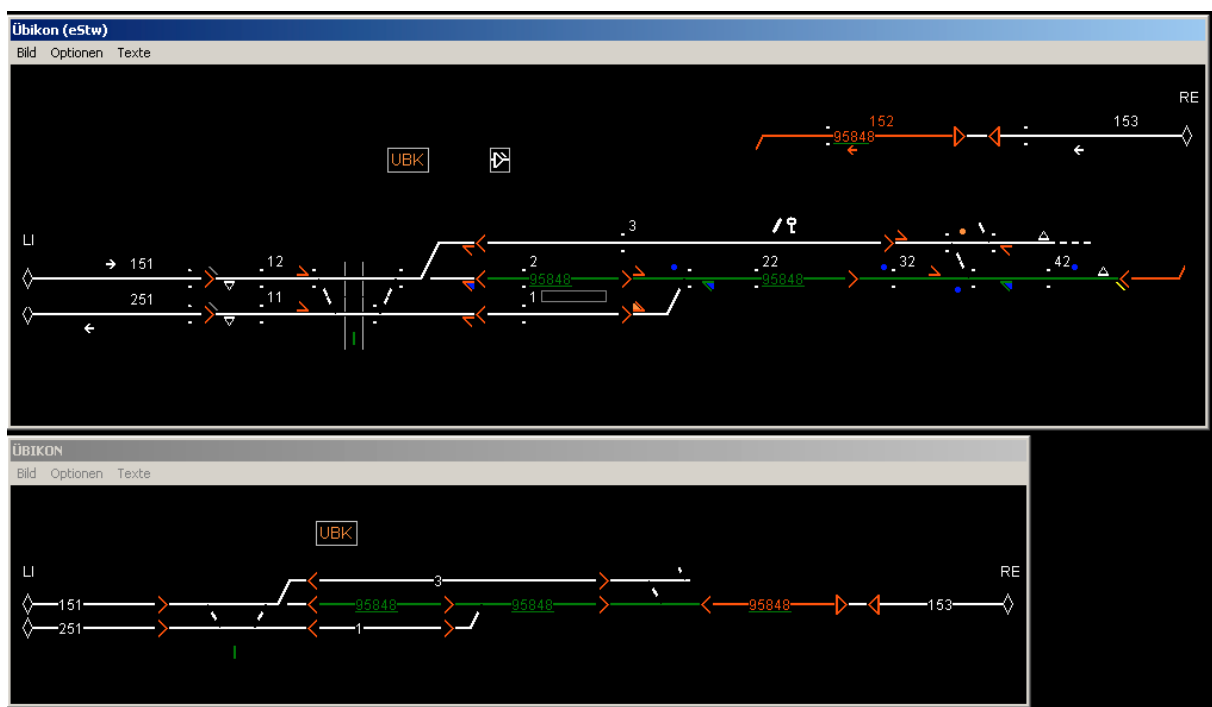 Übikon (eStw)
Bild Optionen Texte
RE
152 153
95848
UBK
3
LI
151 12 2 22 32 42
95848 95848
251 11 1
ÜBIKON
Bild Optionen Texte
UBK
LI RE
3
151 95848 95848 95848 153
251 1